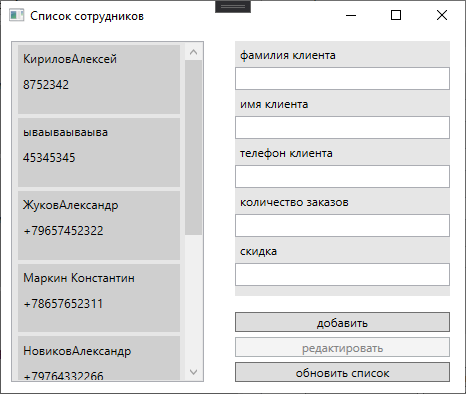 Список сотрудников
КириловАлексей
8752342
ываываываыва
45345345
ЖуковАлександр
+79657452322
Маркин Константин
+78657652311
НовиковАлександр
+79764332266
фамилия клиента
имя клиента
телефон клиента
количество заказов
скидка
добавить
редактировать
обновить список